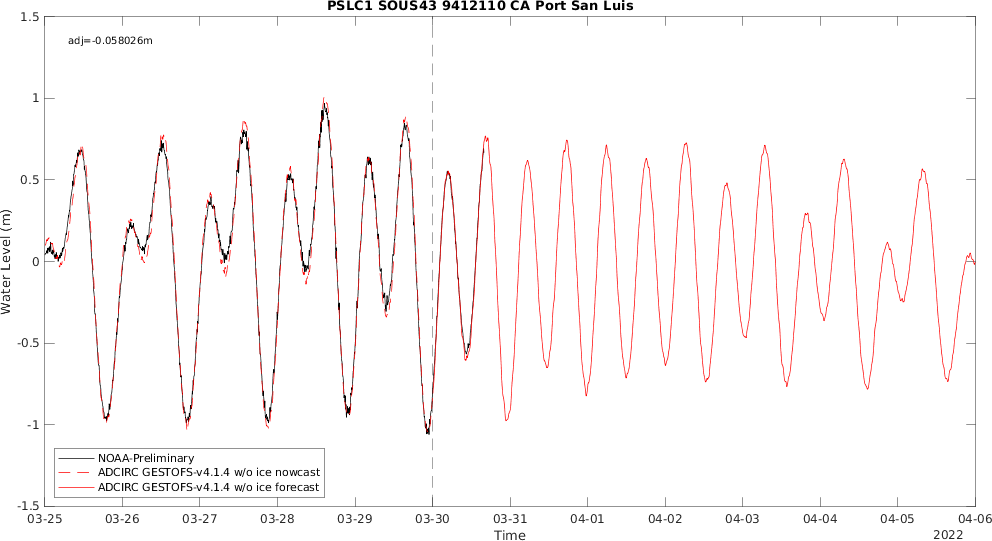 PSLC1 SOUS43 9412110 CA Port San Luis
adj=-0.058026m
1.5
1
0.5
0
-0.5
-1
-1.5
Water Level (m)
NOAA-Preliminary
ADCIRC GESTOFS-v4.1.4 w/o ice nowcast
ADCIRC GESTOFS-v4.1.4 w/o ice forecast
03-25 03-26 03-27 03-28 03-29 03-30 03-31 04-01 04-02 04-03 04-04 04-05 04-06
Time
2022